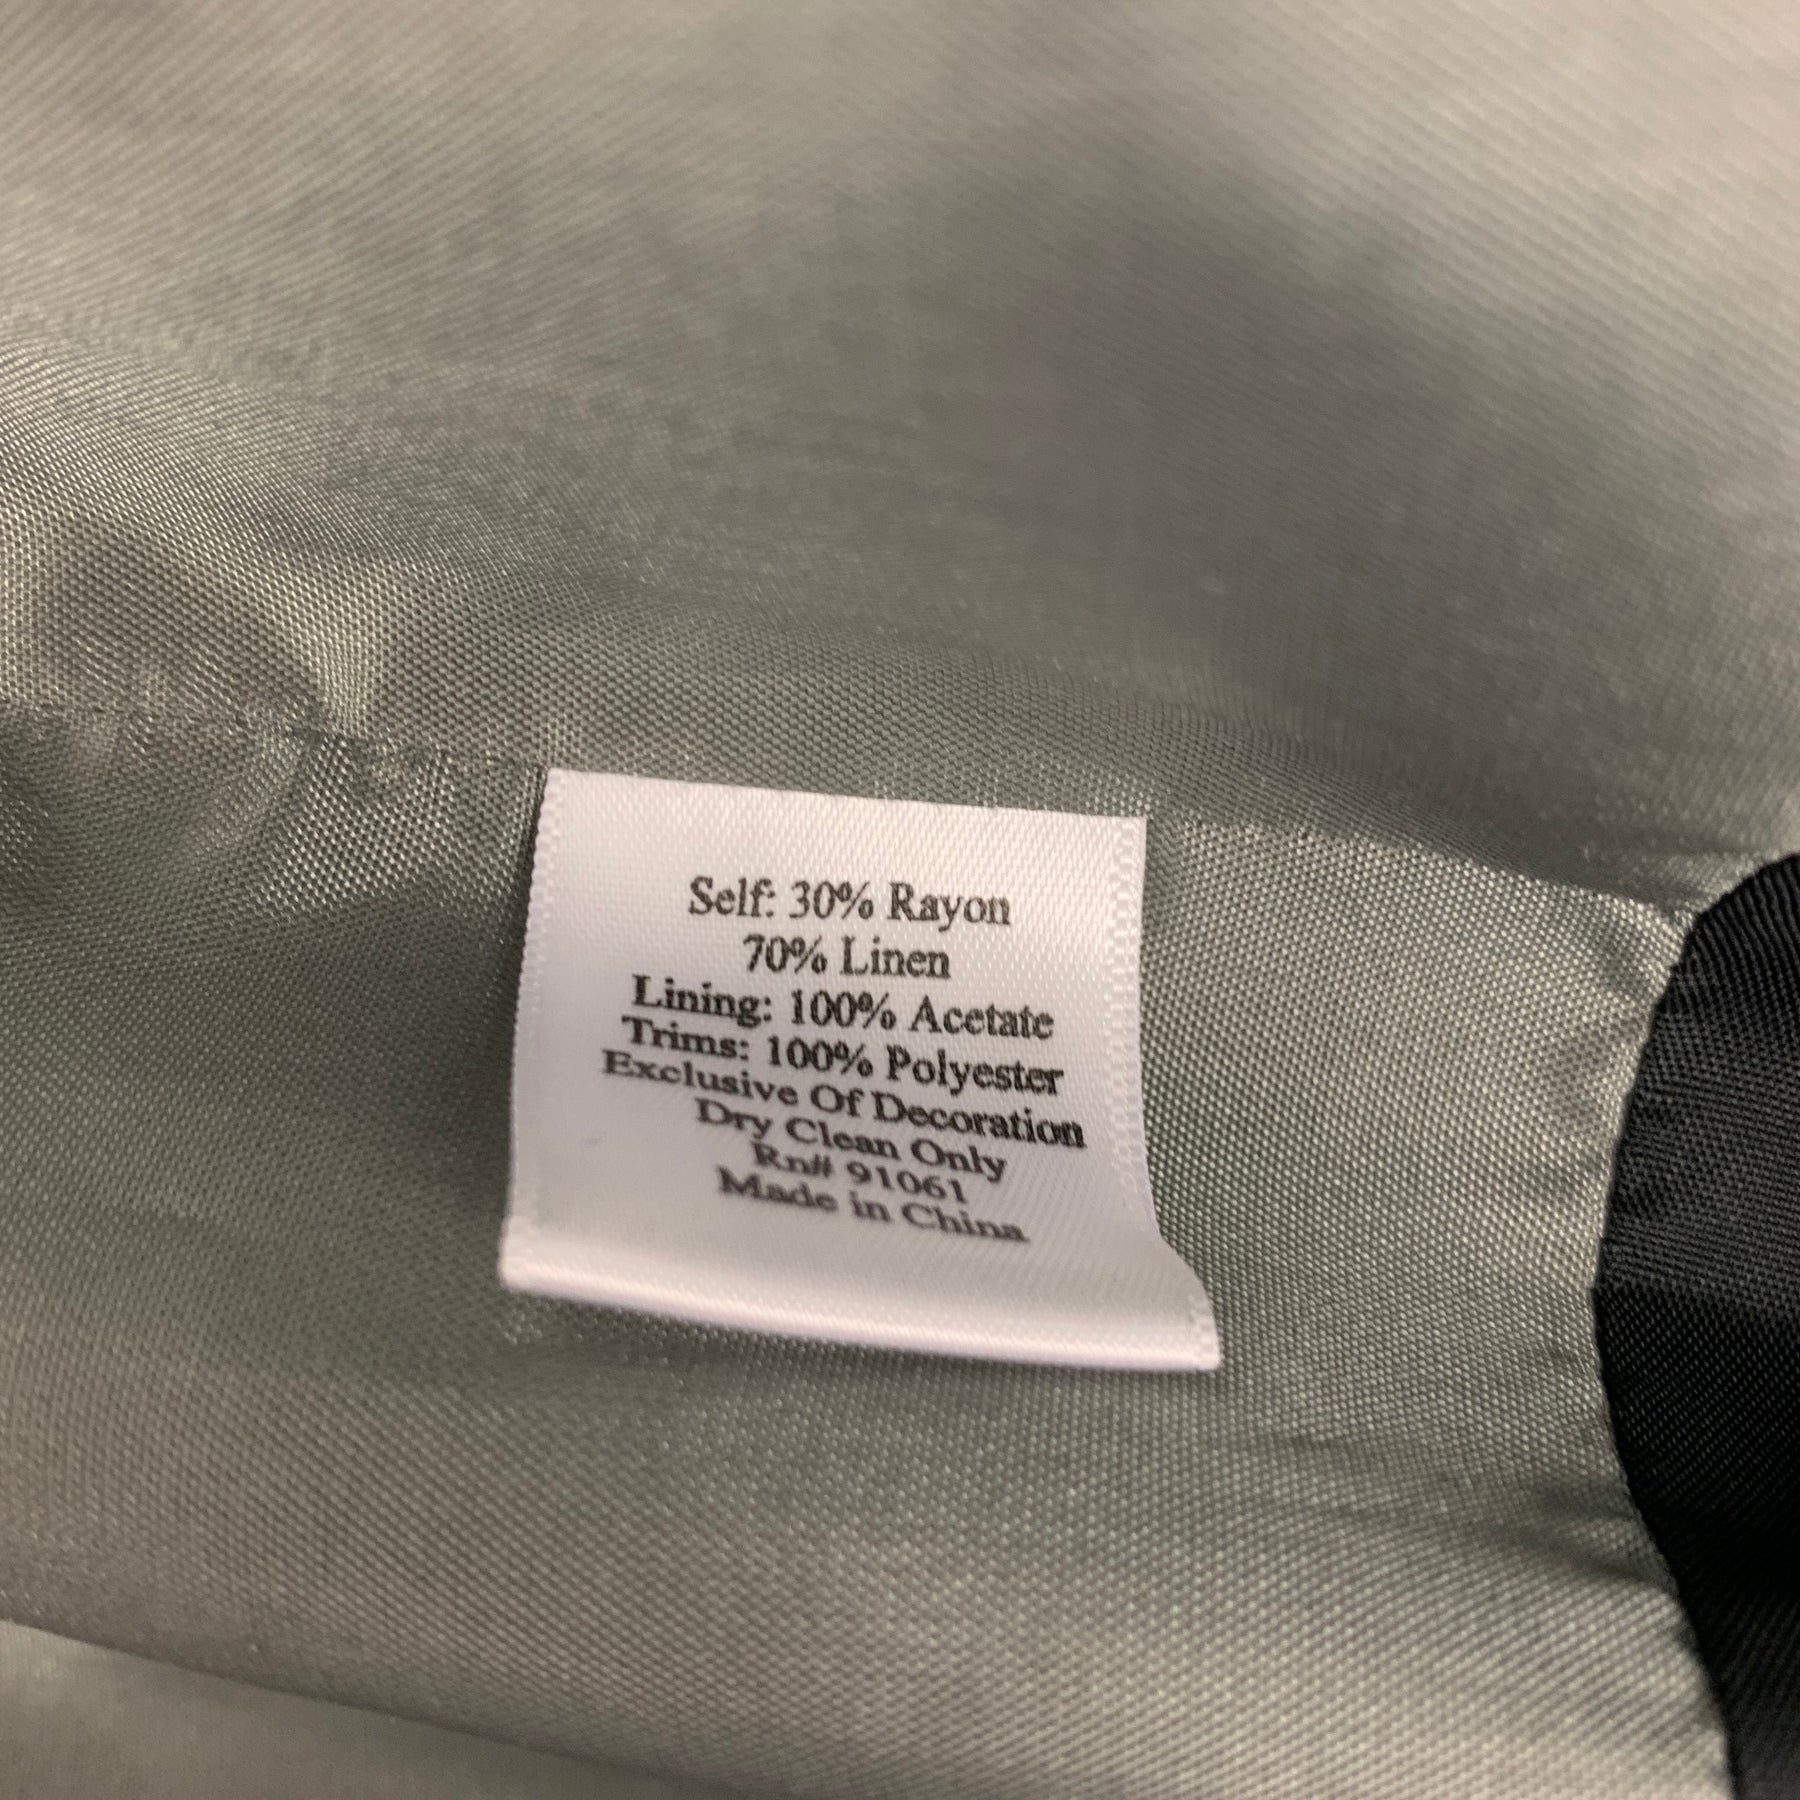 Self: 30% Rayon
70% Linen
Lining: 100% Acetate
Trims: 100% Polyester
Exclusive Of Decoration
Dry Clean Only
Rn# 91061
Made in China